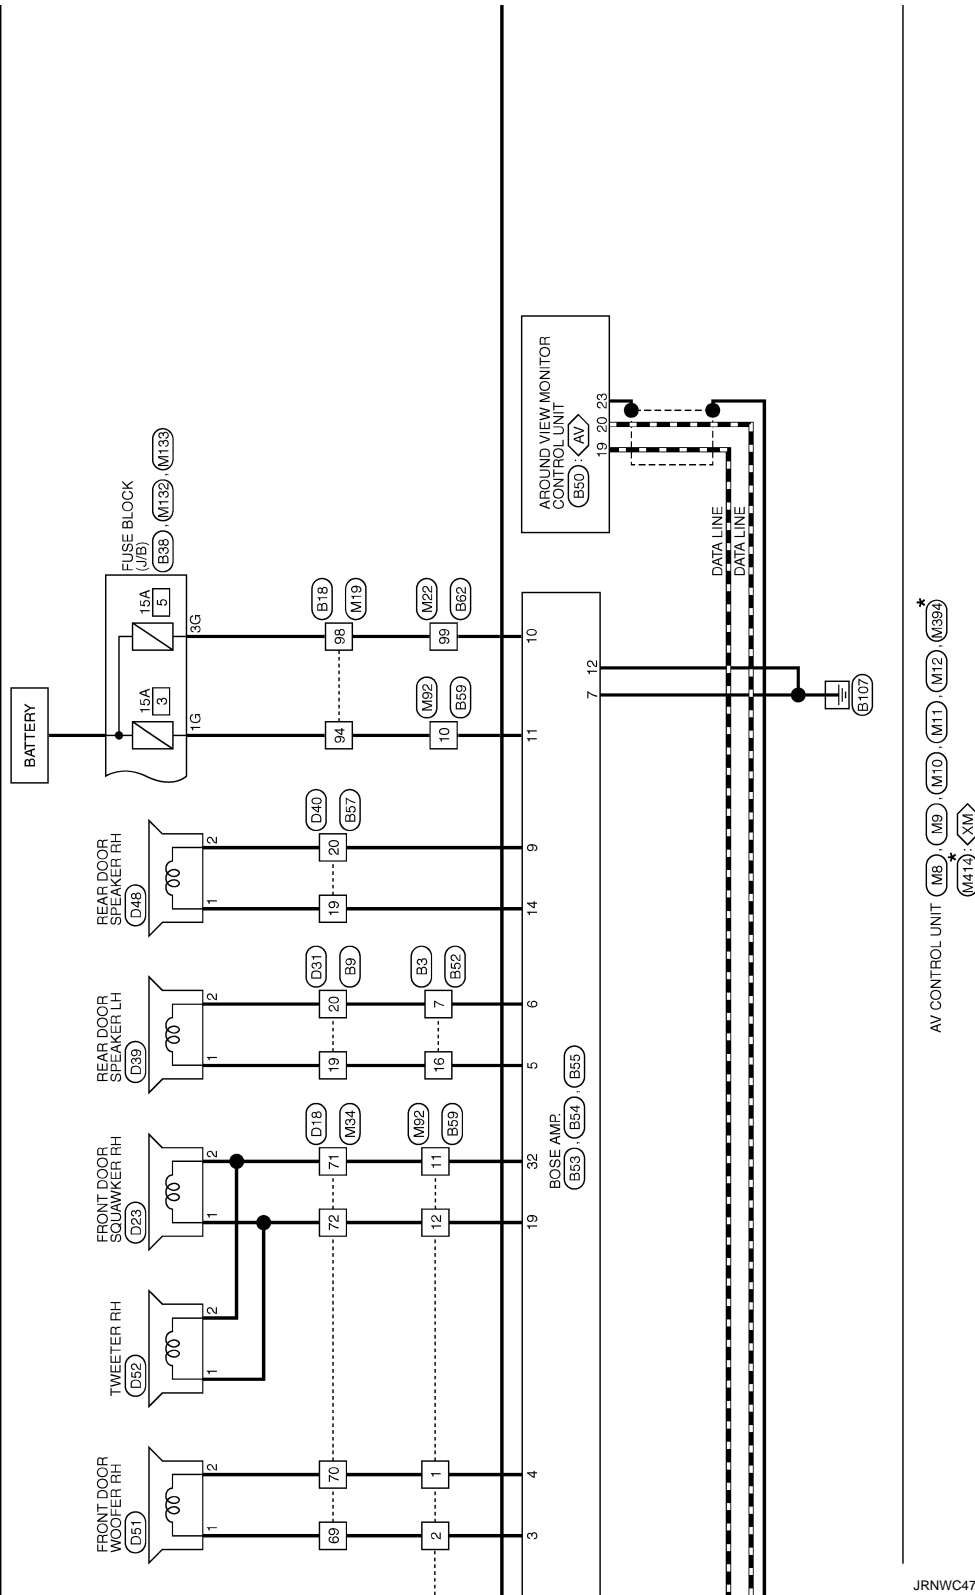 BATTERY
FUSE BLOCK
(J/B)
B38 , M132 , M133
15A
3
15A
5
1G
3G
94
98
B18
M19
10
M92
B59
99
M22
B62
11
10
REAR DOOR
SPEAKER RH
D48
1
2
19
20
D40
B57
14
9
REAR DOOR
SPEAKER LH
D39
1
2
19
20
D31
B9
16
7
B3
B52
5
6
FRONT DOOR
SQUAWKER RH
D23
1
2
72
71
D18
M34
12
11
M92
B59
19
32
TWEETER RH
D52
1
2
FRONT DOOR
WOOFER RH
D51
1
2
69
70
2
1
3
4
BOSE AMP.
B53 , B54 , B55
7
12
B107
AROUND VIEW MONITOR
CONTROL UNIT
B50 : AV
19
20
23
DATA LINE
DATA LINE
AV CONTROL UNIT M8 , M9 , M10 , M11 , M12 , M394*
M414* : XM
JRNWC47